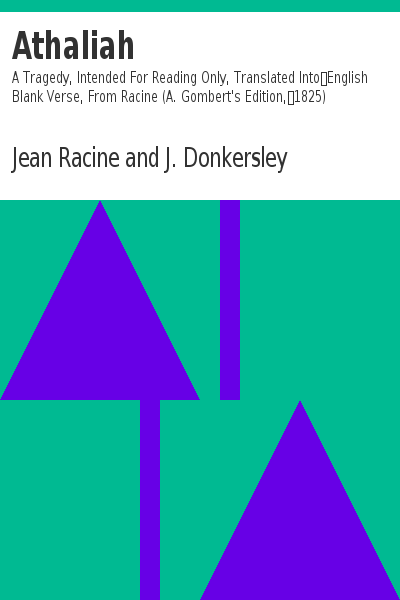 Athaliah
A Tragedy, Intended For Reading Only, Translated Into▯English
Blank Verse, From Racine (A. Gombert's Edition,▯1825)
Jean Racine and J. Donkersley